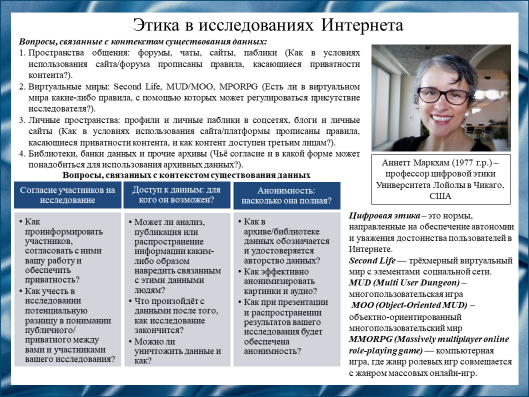 Этика в исследованиях Интернета
Вопросы, связанные с контекстом существования данных:
1. Пространства общения: форумы, чаты, сайты, паблики (Как в условиях
использования сайта/форума прописаны правила, касающиеся приватности
контента?).
2. Виртуальные миры: Second Life, MUD/MOO, MPORPG (Есть ли в виртуальном
мира какие-либо правила, с помощью которых может регулироваться присутствие
исследователя?).
3. Личные пространства: профили и личные паблики в соцсетях, блоги и личные
сайты (Как в условиях использования сайта/платформы прописаны правила,
касающиеся приватности контента, и как контент доступен третьим лицам?).
4. Библиотеки, банки данных и прочие архивы (Чьё согласие и в какой форме может
понадобиться для использования архивных данных?).
Вопросы, связанные с контекстом существования данных
Согласие участников на
исследование
• Как
проинформировать
участников,
согласовать с ними
вашу работу и
обеспечить
приватность?
• Как учесть в
исследовании
потенциальную
разницу в понимании
публичного/
приватного между
вами и участниками
вашего исследования?
Доступ к данным: для
кого он возможен?
• Может ли анализ,
публикация или
распространение
информации каким-
либо образом
навредить связанным
с этими данными
людям?
• Что произойдёт с
данными после того,
как исследование
закончится?
• Можно ли
уничтожить данные и
как?
Анонимность:
насколько она полная?
• Как в
архиве/библиотеке
данных обозначается
и удостоверяется
авторство данных?
• Как эффективно
анонимизировать
картинки и аудио?
• Как при презентации
и распространении
результатов вашего
исследования будет
обеспечена
анонимность?
Аннетт Маркхам (1977 г.р.) –
профессор цифровой этики
Университета Лойолы в Чикаго,
США
Цифровая этика – это нормы,
направленные на обеспечение автономии
и уважения достоинства пользователей в
Интернете.
Second Life — трёхмерный виртуальный
мир с элементами социальной сети.
MUD (Multi User Dungeon) –
многопользовательская игра
MOO (Object-Oriented MUD) –
объектно-ориентированный
многопользовательский мир
MMORPG (Massively multiplayer online
role-playing game) — компьютерная
игра, где жанр ролевых игр совмещается
с жанром массовых онлайн-игр.